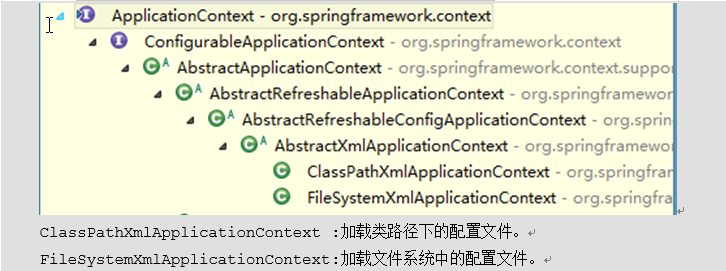 ApplicationContext - org.springframework.context
ConfigurableApplicationContext - org.springframework.context
AbstractApplicationContext - org.springframework.context.suppo
AbstractRefreshableApplicationContext - org.springframewor
AbstractRefreshableConfigApplicationContext - org.sprin
AbstractXmlApplicationContext - org.springframework.
ClassPathXmlApplicationContext - org.springframewo
FileSystemXmlApplicationContext - org.springfra
ClassPathXmlApplicationContext :加载类路径下的配置文件。
FileSystemXmlApplicationContext:加载文件系统中的配置文件。